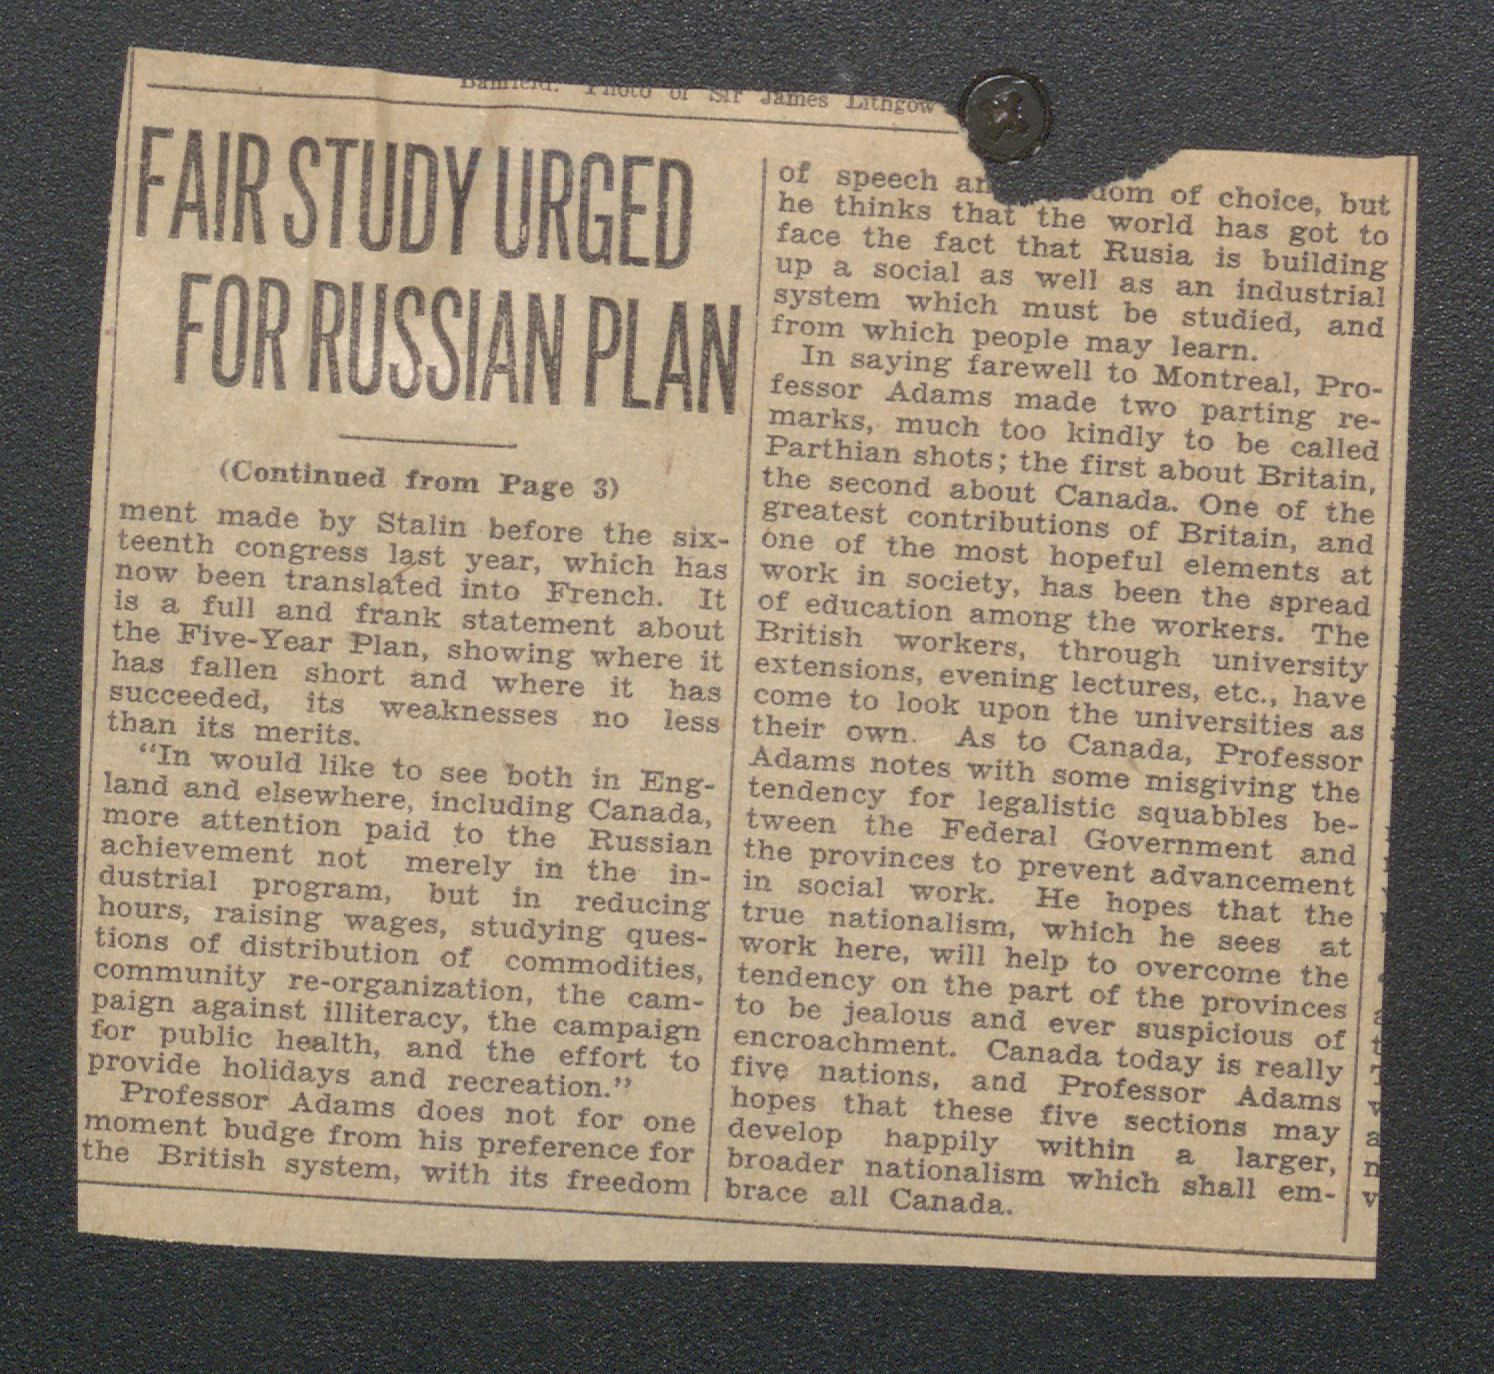 Photo of Sir James Lithgow
FAIR STUDY URGED
FOR RUSSIAN PLAN
(Continued from Page 3)
ment made by Stalin before the six-
teenth congress last year, which has
now been translated into French. It
is a full and frank statement about
the Five-Year Plan, showing where it
has fallen short and where it has
succeeded, its weaknesses no less
than its merits.
"In would like to see both in Eng-
land and elsewhere, including Canada,
more attention paid to the Russian
achievement not merely in the in-
dustrial program, but in reducing
hours, raising wages, studying ques-
tions of distribution of commodities,
community re-organization, the cam-
paign against illiteracy, the campaign
for public health, and the effort to
provide holidays and recreation."
Professor Adams does not for one
moment budge from his preference for
the British system, with its freedom
of speech of choice, but
he thinks that the world has got to
face the fact that Rusia is building
up a social as well as an industrial
system which must be studied, and
from which people may learn.
In saying farewell to Montreal, Pro-
fessor Adams made two parting re-
marks, much too kindly to be called
Parthian shots; the first about Britain,
the second about Canada. One of the
greatest contributions of Britain, and
one of the most hopeful elements at
work in society, has been the spread
of education among the workers. The
British workers, through university
extensions, evening lectures, etc., have
come to look upon the universities as
their own. As to Canada, Professor
Adams notes with some misgiving the
tendency for legalistic squabbles be-
tween the Federal Government and
the provinces to prevent advancement
in social work. He hopes that the
true nationalism, which he sees at
work here, will help to overcome the
tendency on the part of the provinces
to be jealous and ever suspicious of
encroachment. Canada today is really
five nations, and Professor Adams
hopes that these five sections may
develop happily within a larger,
broader nationalism which shall em-
brace all Canada.